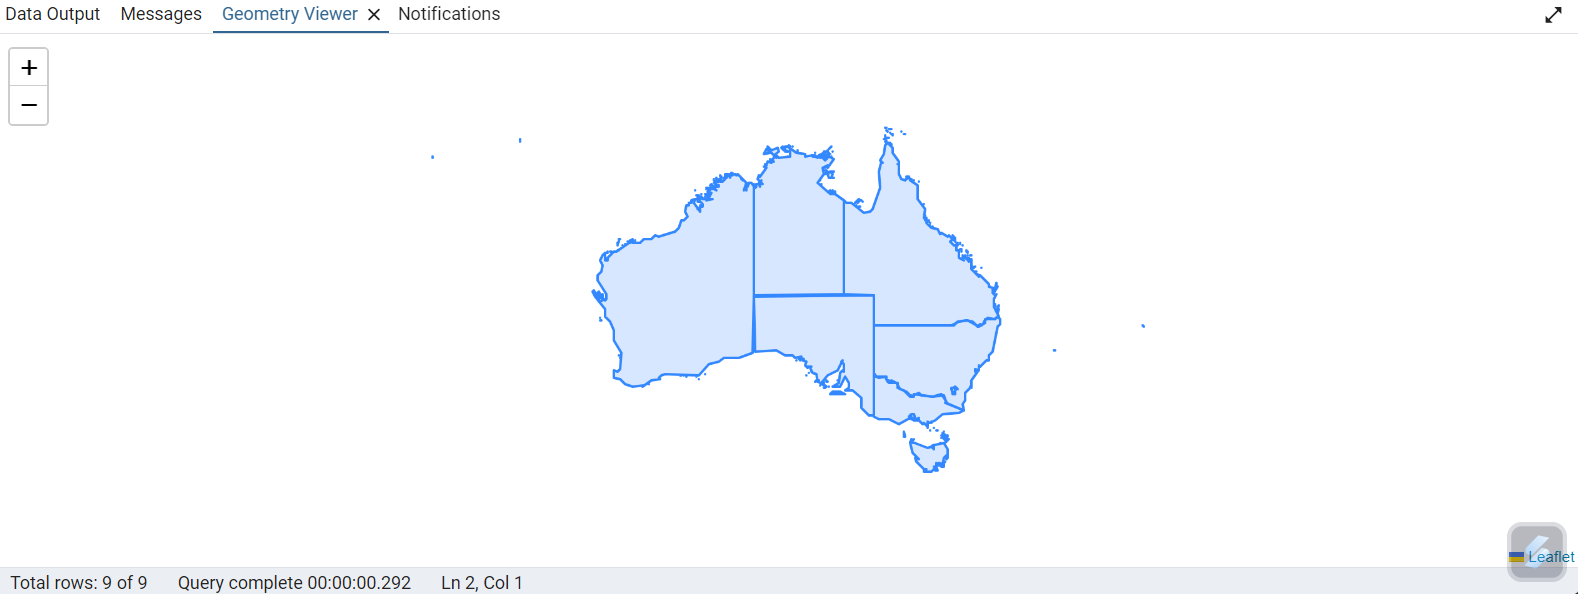 Data Output Messages Geometry Viewer Notifications
+
−
Leaflet
Total rows: 9 of 9 Query complete 00:00:00.292 Ln 2, Col 1